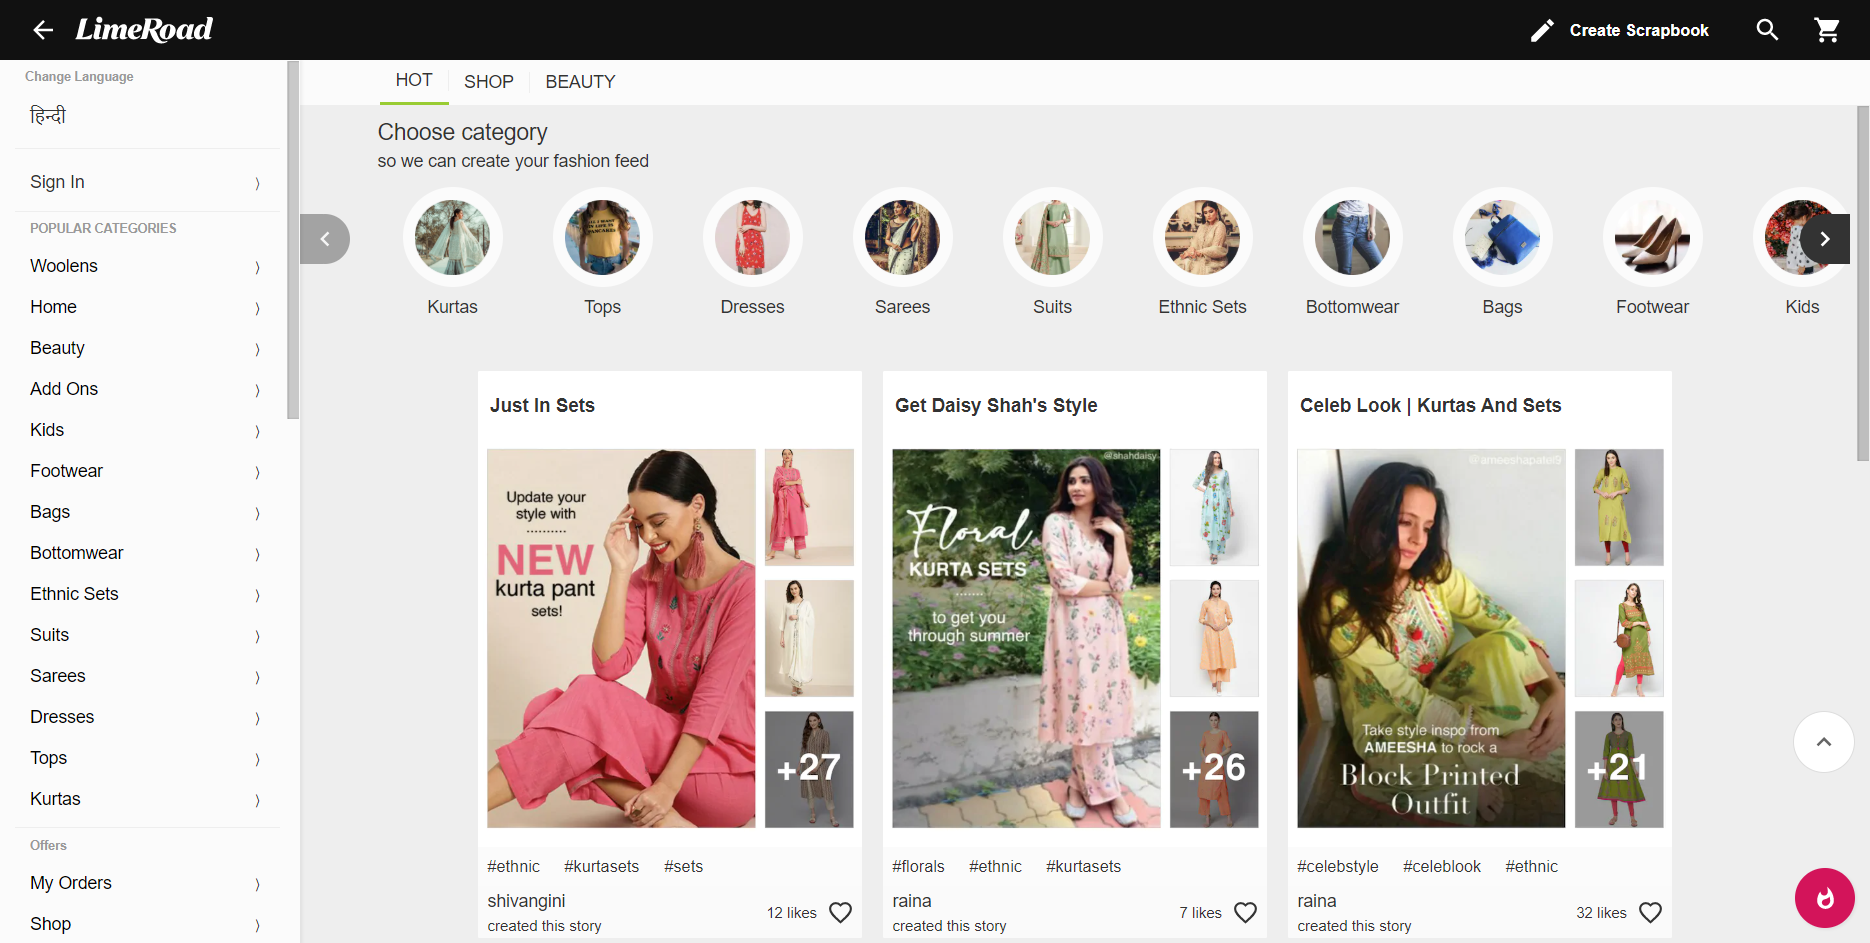 LimeRoad
Create Scrapbook
Change Language
हिन्दी
Sign In
POPULAR CATEGORIES
Woolens
Home
Beauty
Add Ons
Kids
Footwear
Bags
Bottomwear
Ethnic Sets
Suits
Sarees
Dresses
Tops
Kurtas
Offers
My Orders
Shop
HOT
SHOP
BEAUTY
Choose category
so we can create your fashion feed
Kurtas
Tops
Dresses
Sarees
Suits
Ethnic Sets
Bottomwear
Bags
Footwear
Kids
Just In Sets
Update your
style with
NEW
kurta pant
sets!
+27
#ethnic #kurtasets #sets
shivangini
created this story
12 likes
Get Daisy Shah's Style
@shahdaisy
Floral
KURTA SETS
to get you
through summer
+26
#florals #ethnic #kurtasets
raina
created this story
7 likes
Celeb Look | Kurtas And Sets
@ameeshapatel9
Take style inspo from
AMEESHA to rock a
Block Printed
Outfit
+21
#celebstyle #celeblook #ethnic
raina
created this story
32 likes